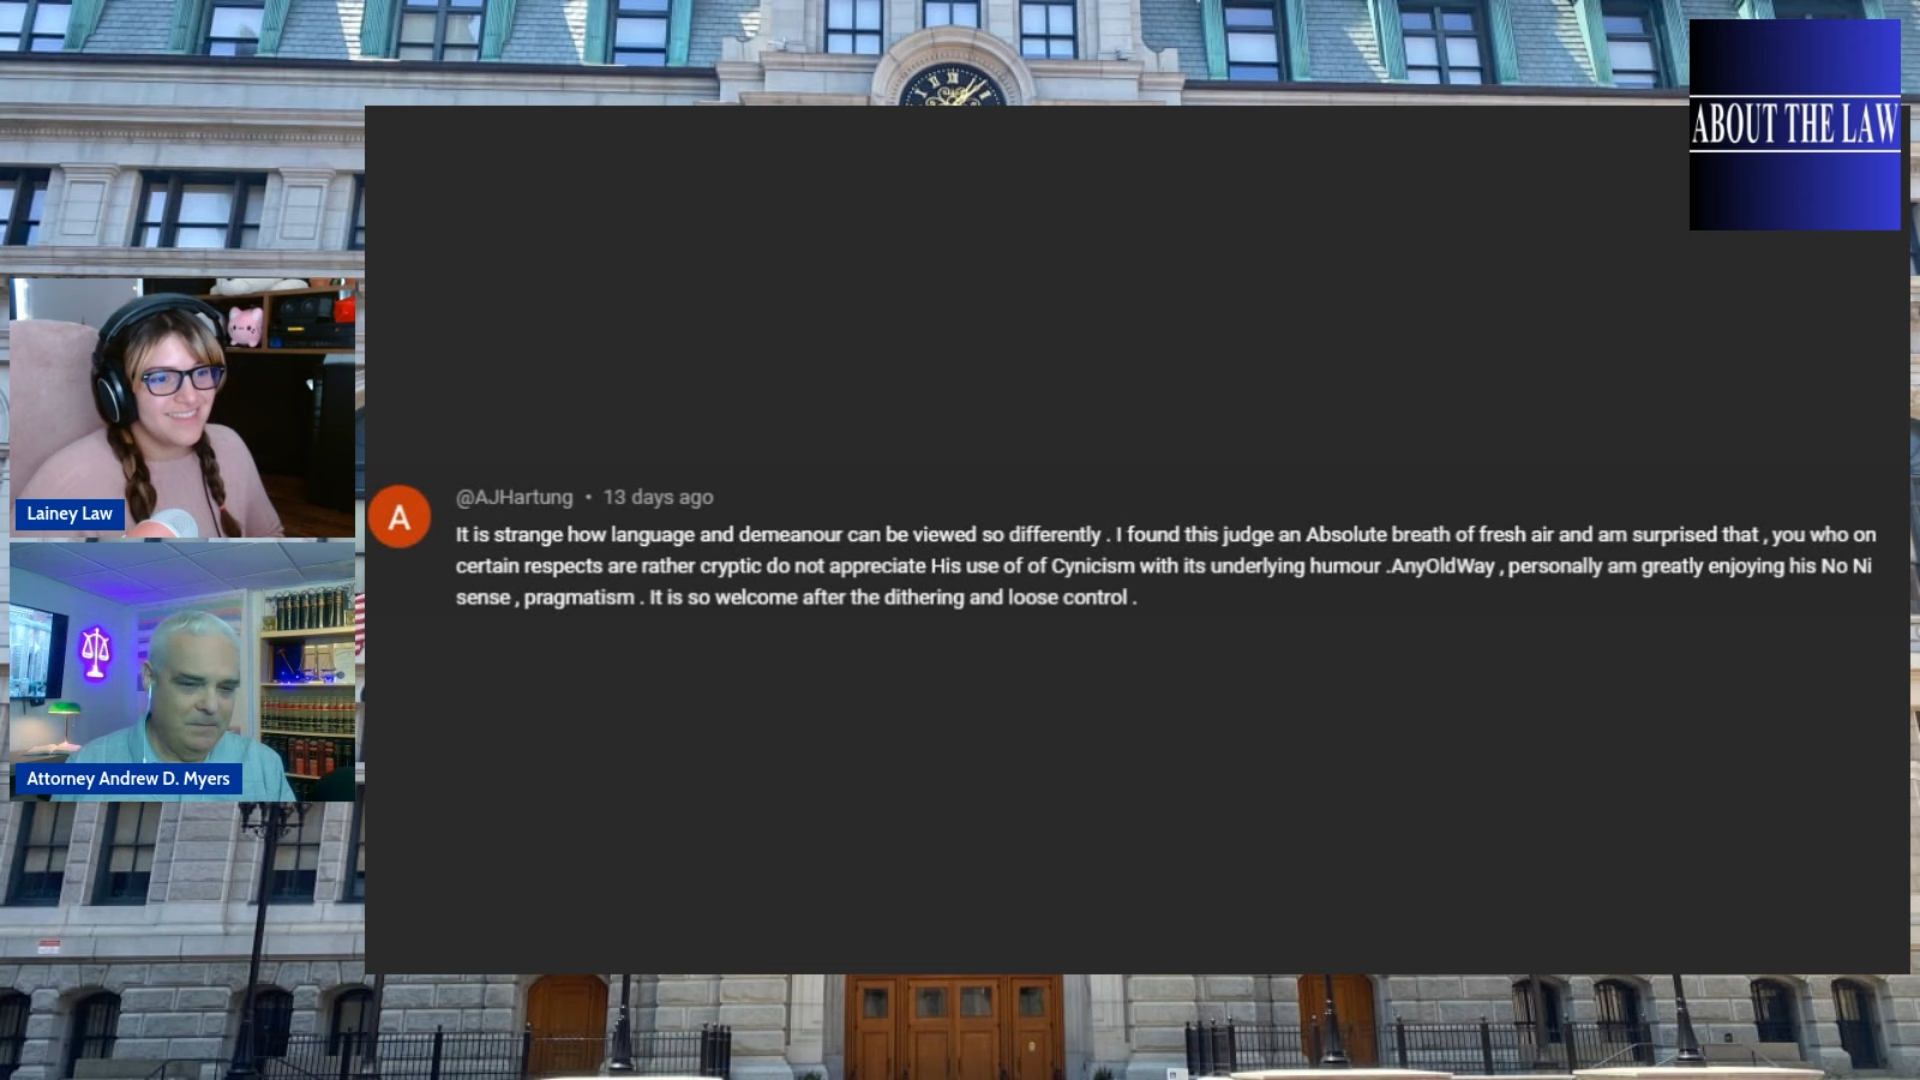 ABOUT THE LAW
Lainey Law
Attorney Andrew D. Myers
A
@AJHartung • 13 days ago
It is strange how language and demeanour can be viewed so differently . I found this judge an Absolute breath of fresh air and am surprised that , you who on
certain respects are rather cryptic do not appreciate His use of of Cynicism with its underlying humour .AnyOldWay , personally am greatly enjoying his No Ni
sense , pragmatism . It is so welcome after the dithering and loose control .